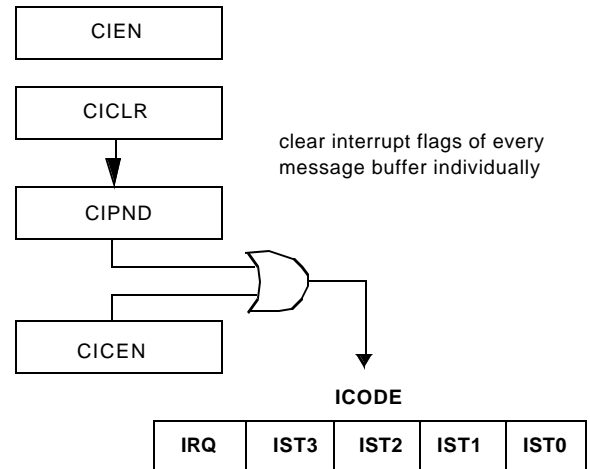 CIEN
CICLR
clear interrupt flags of every
message buffer individually
CIPND
CICEN
ICODE
IRQ IST3 IST2 IST1 IST0